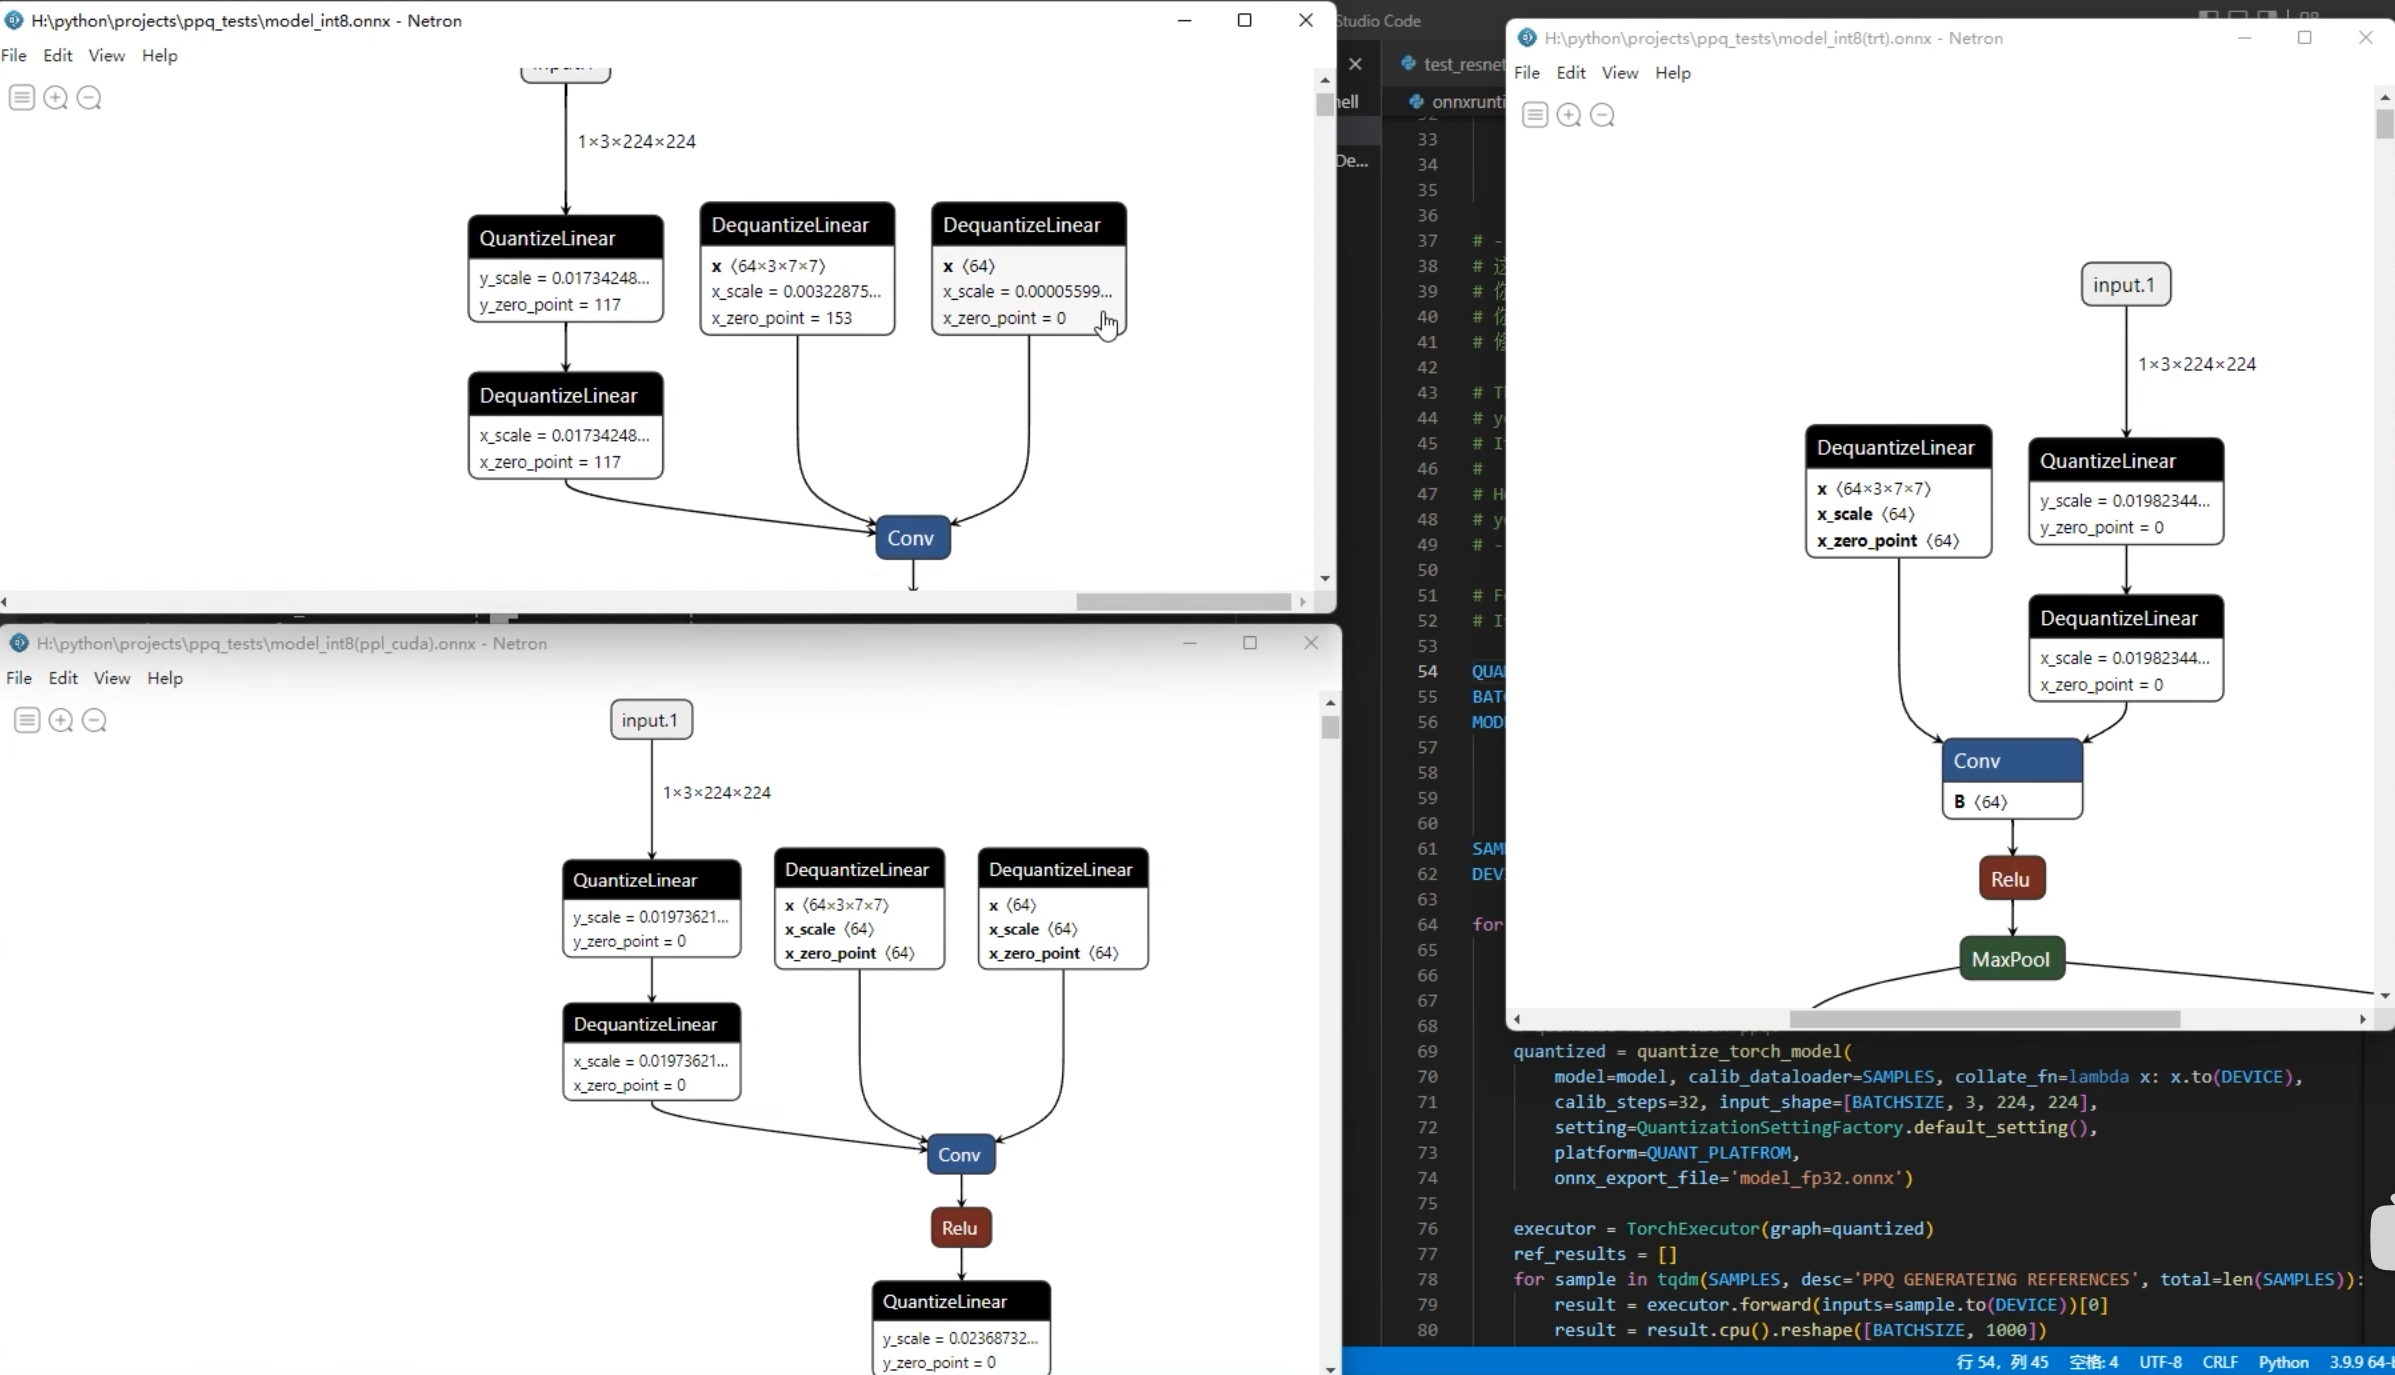 H:\python\projects\ppq_tests\model_int8.onnx - Netron
File Edit View Help
1×3×224×224
QuantizeLinear
y_scale = 0.01734248...
y_zero_point = 117
DequantizeLinear
x ⟨64×3×7×7⟩
x_scale = 0.00322875...
x_zero_point = 153
DequantizeLinear
x ⟨64⟩
x_scale = 0.00005599...
x_zero_point = 0
DequantizeLinear
x_scale = 0.01734248...
x_zero_point = 117
Conv
H:\python\projects\ppq_tests\model_int8(ppl_cuda).onnx - Netron
File Edit View Help
input.1
1×3×224×224
QuantizeLinear
y_scale = 0.01973621...
y_zero_point = 0
DequantizeLinear
x ⟨64×3×7×7⟩
x_scale ⟨64⟩
x_zero_point ⟨64⟩
DequantizeLinear
x ⟨64⟩
x_scale ⟨64⟩
x_zero_point ⟨64⟩
DequantizeLinear
x_scale = 0.01973621...
x_zero_point = 0
Conv
Relu
QuantizeLinear
y_scale = 0.02368732...
y_zero_point = 0
Studio Code
test_resnet
onnxrunti
De...
H:\python\projects\ppq_tests\model_int8(trt).onnx - Netron
File Edit View Help
input.1
1×3×224×224
DequantizeLinear
x ⟨64×3×7×7⟩
x_scale ⟨64⟩
x_zero_point ⟨64⟩
QuantizeLinear
y_scale = 0.01982344...
y_zero_point = 0
DequantizeLinear
x_scale = 0.01982344...
x_zero_point = 0
Conv
B ⟨64⟩
Relu
MaxPool
33
34
35
36
37 # -
38 # 这
39 # 你
40 # 你
41 # 修
42
43 # T
44 # y
45 # I
46 #
47 # H
48 # y
49 # -
50
51 # F
52 # I
53
54 QUA
55 BAT
56 MOD
57
58
59
60
61 SAM
62 DEV
63
64 for
65
66
67
68
69 quantized = quantize_torch_model(
70 model=model, calib_dataloader=SAMPLES, collate_fn=lambda x: x.to(DEVICE),
71 calib_steps=32, input_shape=[BATCHSIZE, 3, 224, 224],
72 setting=QuantizationSettingFactory.default_setting(),
73 platform=QUANT_PLATFROM,
74 onnx_export_file='model_fp32.onnx')
75
76 executor = TorchExecutor(graph=quantized)
77 ref_results = []
78 for sample in tqdm(SAMPLES, desc='PPQ GENERATEING REFERENCES', total=len(SAMPLES)):
79 result = executor.forward(inputs=sample.to(DEVICE))[0]
80 result = result.cpu().reshape([BATCHSIZE, 1000])
行 54, 列 45 空格: 4 UTF-8 CRLF Python 3.9.9 64-